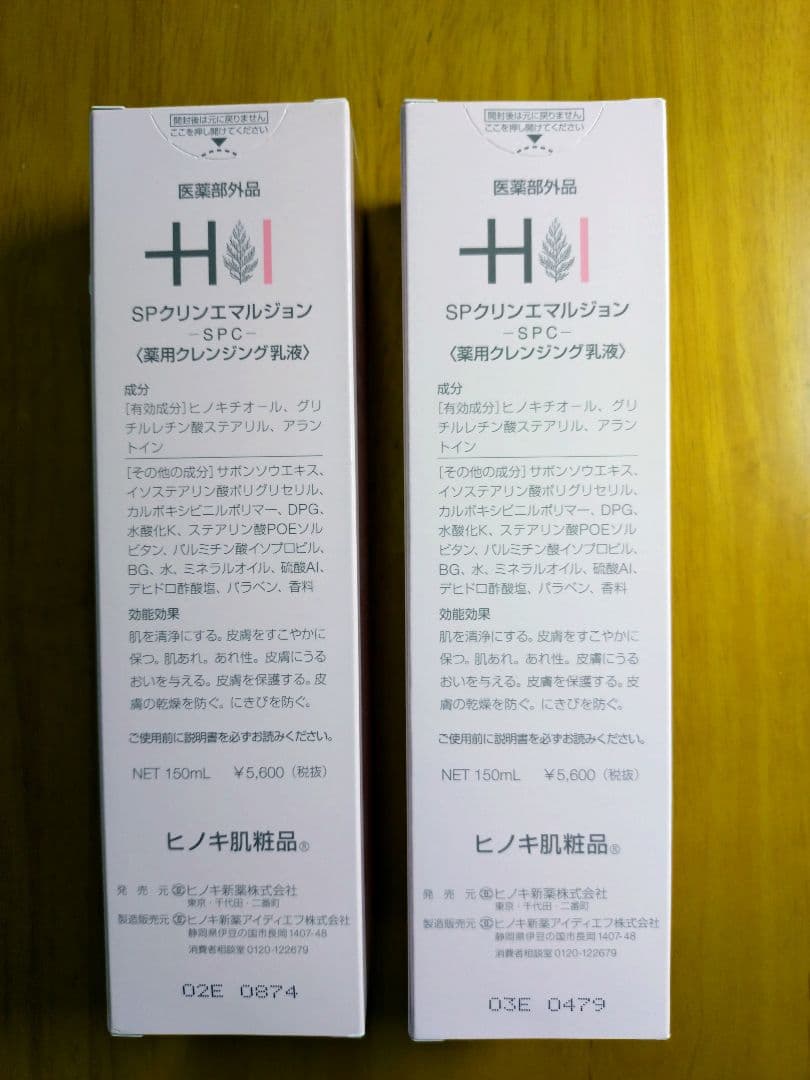 開封後は元に戻りません
ここを押し開けてください
医薬部外品
HI
SPクリンエマルジョン
-SPC-
〈薬用クレンジング乳液〉
成分
[有効成分]ヒノキチオール、グリ
チルレチン酸ステアリル、アラン
トイン
[その他の成分]サボンソウエキス、
イソステアリン酸ポリグリセリル、
カルボキシビニルポリマー、DPG、
水酸化K、ステアリン酸POEソル
ビタン、パルミチン酸イソプロピル、
BG、水、ミネラルオイル、硫酸Al、
デヒドロ酢酸塩、パラベン、香料
効能効果
肌を清浄にする。皮膚をすこやかに
保つ。肌あれ。あれ性。皮膚にうる
おいを与える。皮膚を保護する。皮
膚の乾燥を防ぐ。にきびを防ぐ。
ご使用前に説明書を必ずお読みください。
NET 150mL ¥5,600(税抜)
ヒノキ肌粧品®
発売元 ヒノキ新薬株式会社
東京・千代田・二番町
製造販売元 ヒノキ新薬アイディエフ株式会社
静岡県伊豆の国市長岡1407-48
消費者相談室 0120-122679
02E 0874
開封後は元に戻りません
ここを押し開けてください
医薬部外品
HI
SPクリンエマルジョン
-SPC-
〈薬用クレンジング乳液〉
成分
[有効成分]ヒノキチオール、グリ
チルレチン酸ステアリル、アラン
トイン
[その他の成分]サボンソウエキス、
イソステアリン酸ポリグリセリル、
カルボキシビニルポリマー、DPG、
水酸化K、ステアリン酸POEソル
ビタン、パルミチン酸イソプロピル、
BG、水、ミネラルオイル、硫酸Al、
デヒドロ酢酸塩、パラベン、香料
効能効果
肌を清浄にする。皮膚をすこやかに
保つ。肌あれ。あれ性。皮膚にうる
おいを与える。皮膚を保護する。皮
膚の乾燥を防ぐ。にきびを防ぐ。
ご使用前に説明書を必ずお読みください。
NET 150mL ¥5,600(税抜)
ヒノキ肌粧品®
発売元 ヒノキ新薬株式会社
東京・千代田・二番町
製造販売元 ヒノキ新薬アイディエフ株式会社
静岡県伊豆の国市長岡1407-48
消費者相談室 0120-122679
03E 0479